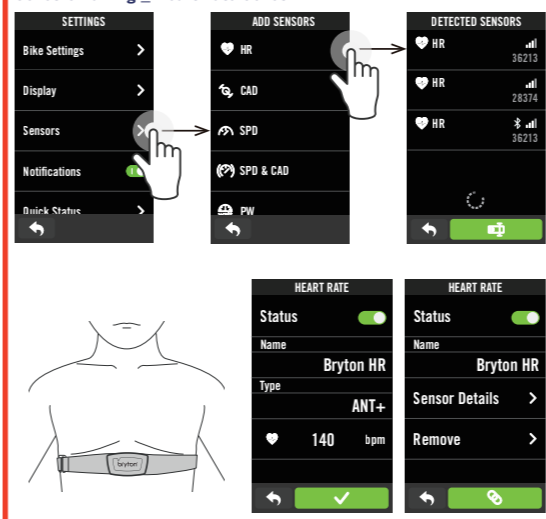 SETTINGS
Bike Settings
Display
Sensors
Notifications
Quick Status
ADD SENSORS
HR
CAD
SPD
SPD & CAD
PW
DETECTED SENSORS
HR
36213
HR
28374
HR
36213
bryton
HEART RATE
Status
Name
Bryton HR
Type
ANT+
140 bpm
HEART RATE
Status
Name
Bryton HR
Sensor Details
Remove